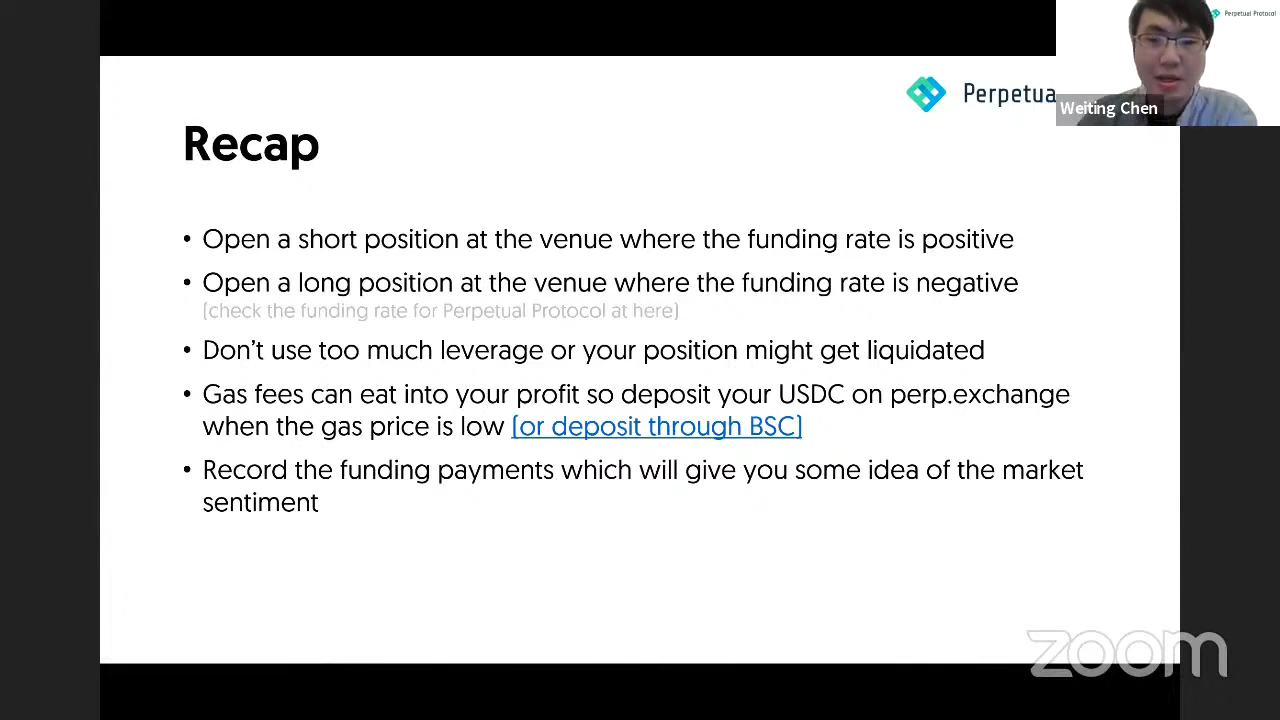 Perpetual Protocol
Perpetua
Weiting Chen
Recap
• Open a short position at the venue where the funding rate is positive
• Open a long position at the venue where the funding rate is negative
(check the funding rate for Perpetual Protocol at here)
• Don't use too much leverage or your position might get liquidated
• Gas fees can eat into your profit so deposit your USDC on perp.exchange
when the gas price is low (or deposit through BSC)
• Record the funding payments which will give you some idea of the market
sentiment
zoom